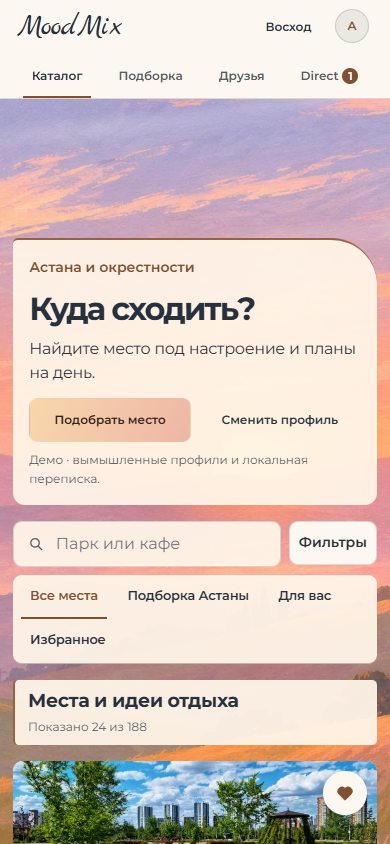 MoodMix
Восход
A
Каталог
Подборка
Друзья
Direct 1
Астана и окрестности
Куда сходить?
Найдите место под настроение и планы
на день.
Подобрать место
Сменить профиль
Демо · вымышленные профили и локальная
переписка.
Парк или кафе
Фильтры
Все места
Подборка Астаны
Для вас
Избранное
Места и идеи отдыха
Показано 24 из 188